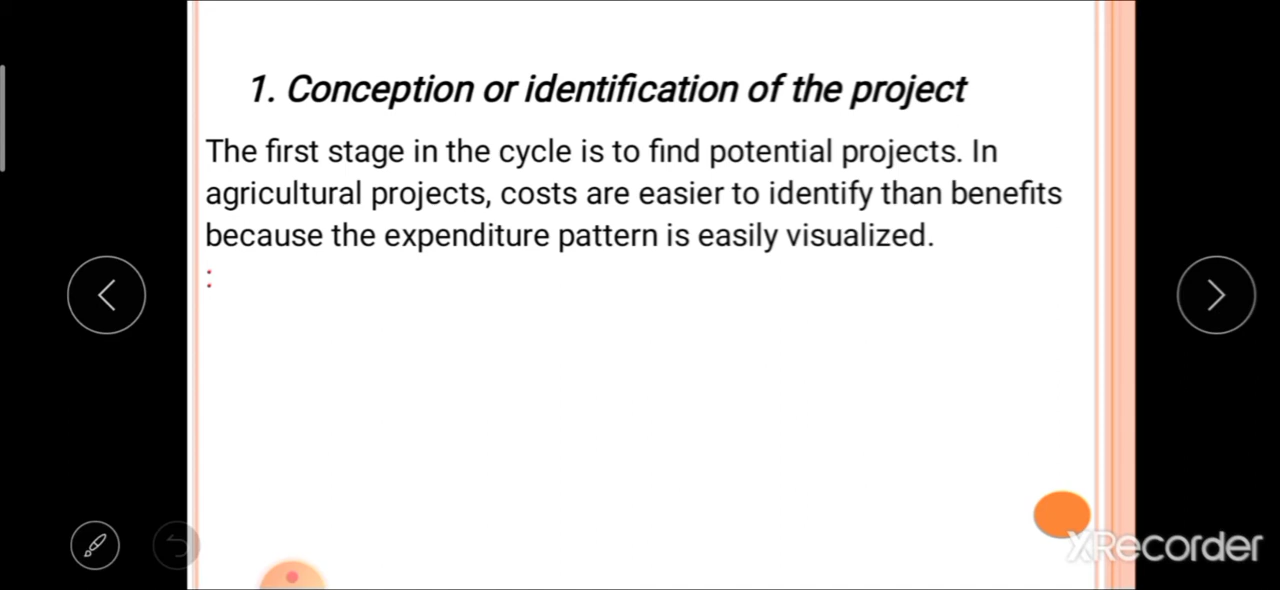 1. Conception or identification of the project
The first stage in the cycle is to find potential projects. In
agricultural projects, costs are easier to identify than benefits
because the expenditure pattern is easily visualized.
:
XRecorder